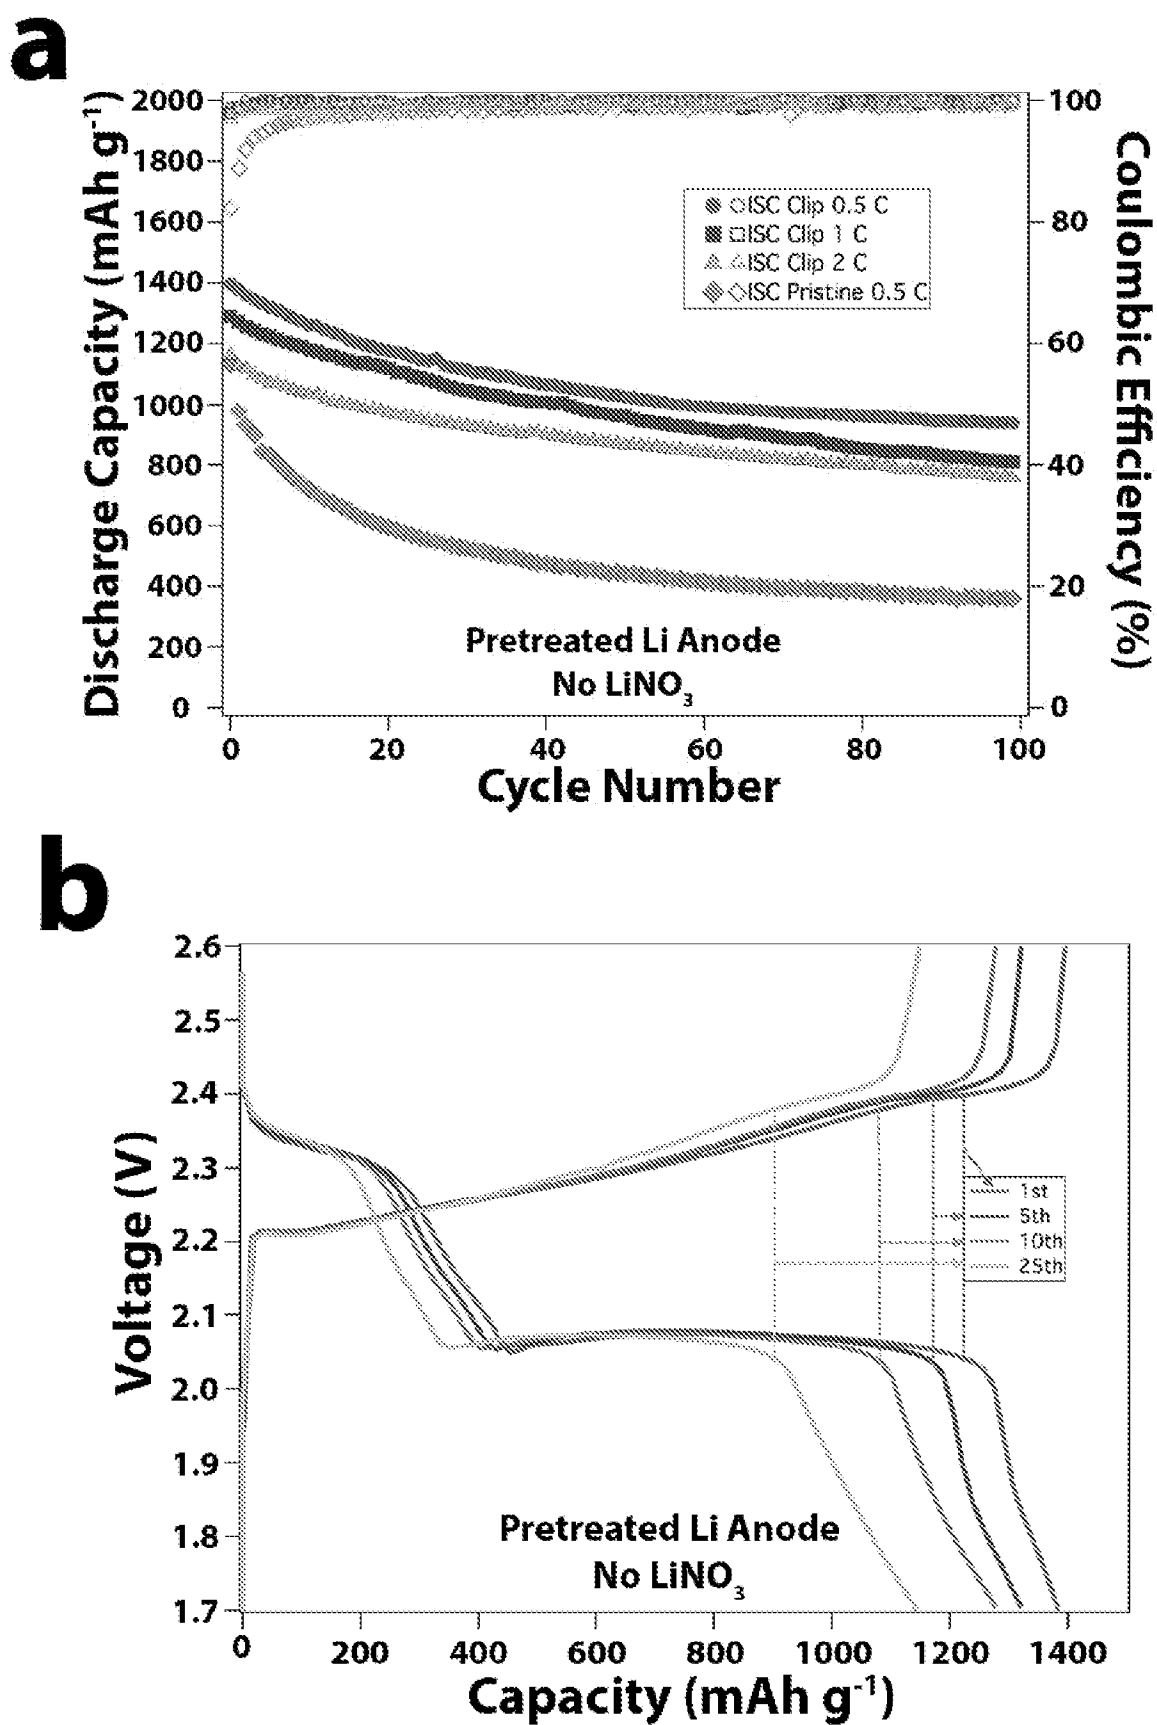 a
Discharge Capacity (mAh g-1)
2000
1800
1600
1400
1200
1000
800
600
400
200
0
100
80
60
40
20
0
Coulombic Efficiency (%)
ISC Clip 0.5 C
ISC Clip 1 C
ISC Clip 2 C
ISC Pristine 0.5 C
Pretreated Li Anode
No LiNO3
0 20 40 60 80 100
Cycle Number
b
Voltage (V)
2.6
2.5
2.4
2.3
2.2
2.1
2.0
1.9
1.8
1.7
1st
5th
10th
25th
Pretreated Li Anode
No LiNO3
0 200 400 600 800 1000 1200 1400
Capacity (mAh g-1)